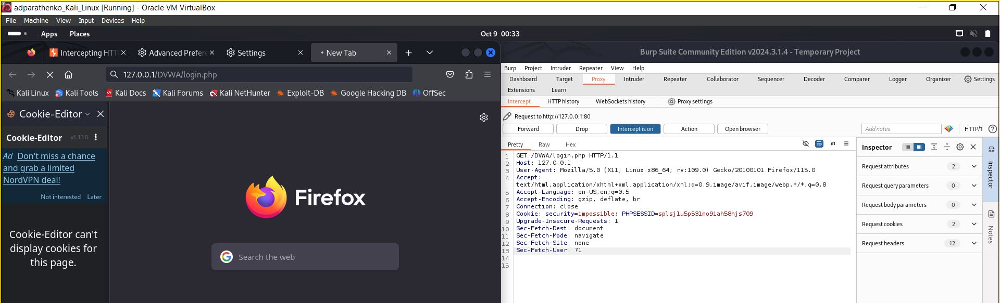 adparathenko_Kali_Linux [Running] - Oracle VM VirtualBox
File Machine View Input Devices Help
Apps Places Oct 9 00:33
Intercepting HTT Advanced Prefere Settings New Tab
127.0.0.1/DVWA/login.php
Kali Linux Kali Tools Kali Docs Kali Forums Kali NetHunter Exploit-DB Google Hacking DB OffSec
Cookie-Editor
Cookie-Editor v1.13.0
Ad Don't miss a chance
and grab a limited
NordVPN deal!
Not interested Later
Cookie-Editor can't
display cookies for
this page.
Firefox
Search the web
Burp Suite Community Edition v2024.3.1.4 - Temporary Project
Burp Project Intruder Repeater View Help
Dashboard Target Proxy Intruder Repeater Collaborator Sequencer Decoder Comparer Logger Organizer Settings
Extensions Learn
Intercept HTTP history WebSockets history Proxy settings
Request to http://127.0.0.1:80
Forward Drop Intercept is on Action Open browser Add notes HTTP/1
Pretty Raw Hex \n
1 GET /DVWA/login.php HTTP/1.1
2 Host: 127.0.0.1
3 User-Agent: Mozilla/5.0 (X11; Linux x86_64; rv:109.0) Gecko/20100101 Firefox/115.0
4 Accept:
text/html,application/xhtml+xml,application/xml;q=0.9,image/avif,image/webp,*/*;q=0.8
5 Accept-Language: en-US,en;q=0.5
6 Accept-Encoding: gzip, deflate, br
7 Connection: close
8 Cookie: security=impossible; PHPSESSID=splsj1u5p531mo9iah58hjs709
9 Upgrade-Insecure-Requests: 1
10 Sec-Fetch-Dest: document
11 Sec-Fetch-Mode: navigate
12 Sec-Fetch-Site: none
13 Sec-Fetch-User: ?1
14
15
Inspector
Request attributes 2
Request query parameters 0
Request body parameters 0
Request cookies 2
Request headers 12
Inspector
Notes